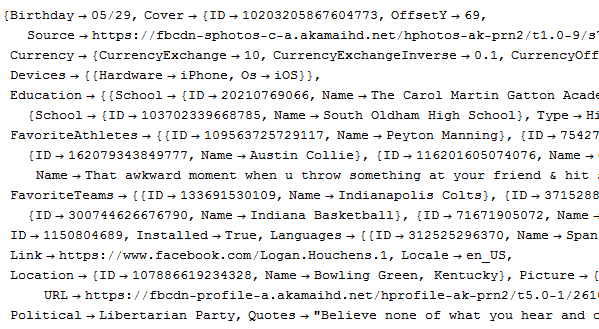 {Birthday→05/29, Cover→{ID→10203205867604773, OffsetY→69,
Source→https://fbcdn-sphotos-c-a.akamaihd.net/hphotos-ak-prn2/t1.0-9/s
Currency→{CurrencyExchange→10, CurrencyExchangeInverse→0.1, CurrencyOff
Devices→{{Hardware→iPhone, Os→iOS}},
Education→{{School→{ID→20210769066, Name→The Carol Martin Gatton Acade
{School→{ID→103702339668785, Name→South Oldham High School}, Type→Hi
FavoriteAthletes→{{ID→109563725729117, Name→Peyton Manning}, {ID→75427
{ID→162079343849777, Name→Austin Collie}, {ID→116201605074076, Name→
Name→That awkward moment when u throw something at your friend & hit
FavoriteTeams→{{ID→133691530109, Name→Indianapolis Colts}, {ID→3715288
{ID→300744626676790, Name→Indiana Basketball}, {ID→71671905072, Name→
ID→1150804689, Installed→True, Languages→{{ID→312525296370, Name→Span
Link→https://www.facebook.com/Logan.Houchens.1, Locale→en_US,
Location→{ID→107886619234328, Name→Bowling Green, Kentucky}, Picture→{
URL→https://fbcdn-profile-a.akamaihd.net/hprofile-ak-prn2/t5.0-1/261
Political→Libertarian Party, Quotes→"Believe none of what you hear and